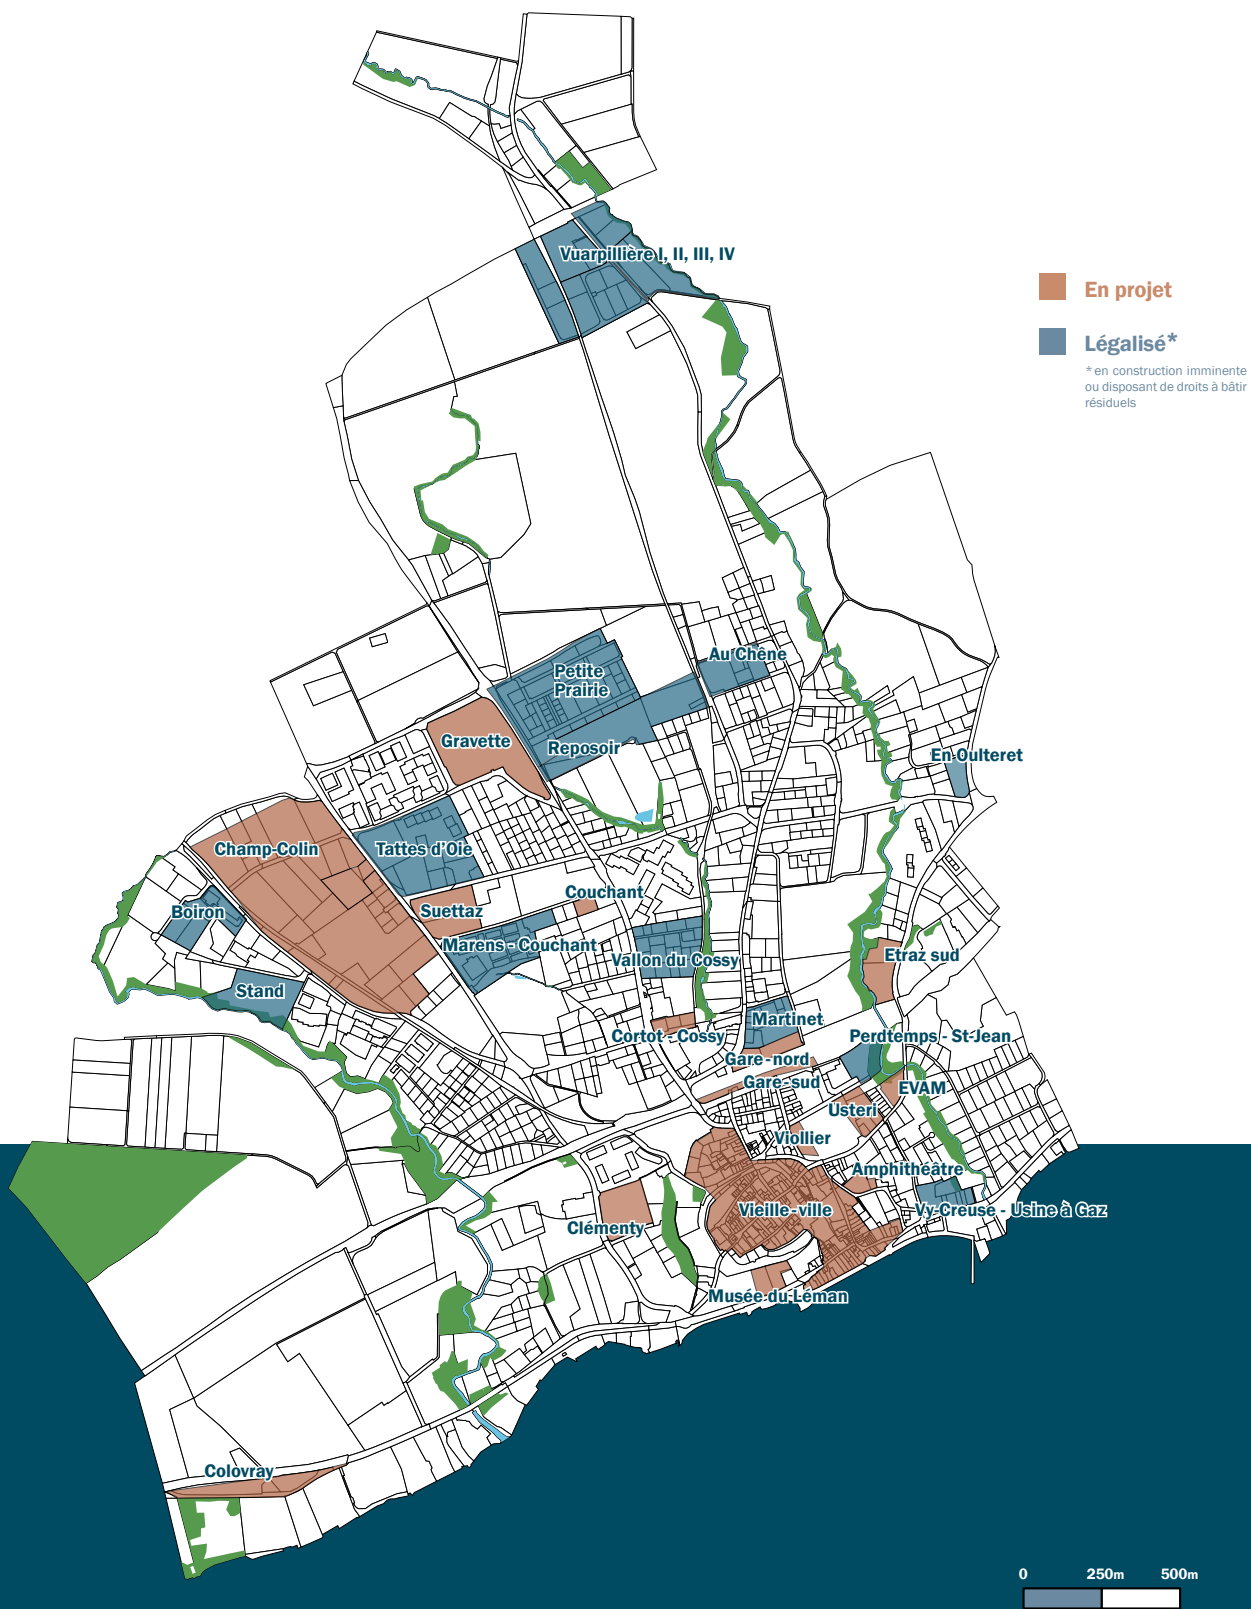 Vuarpillière I, II, III, IV
En projet
Légalisé*
* en construction imminente
ou disposant de droits à bâtir
résiduels
Au Chêne
Petite
Prairie
Gravette
Reposoir
En Oulteret
Champ-Colin
Tattes d'Oie
Couchant
Boiron
Suettaz
Marens - Couchant
Vallon du Cossy
Etraz sud
Stand
Martinet
Cortot - Cossy
Perdtemps - St-Jean
Gare-nord
Gare-sud
EVAM
Usteri
Viollier
Amphithéâtre
Vieille-ville
Vy-Creuse - Usine à Gaz
Clémenty
Musée du Léman
Colovray
0 250m 500m